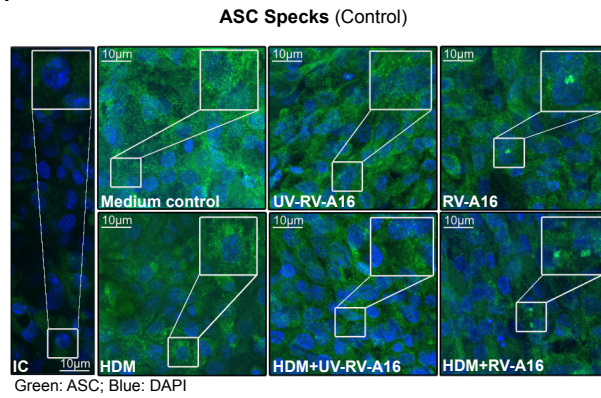 ASC Specks (Control)
10µm
10µm
10µm
Medium control
UV-RV-A16
RV-A16
10µm
10µm
10µm
IC
10µm
HDM
HDM+UV-RV-A16
HDM+RV-A16
Green: ASC; Blue: DAPI